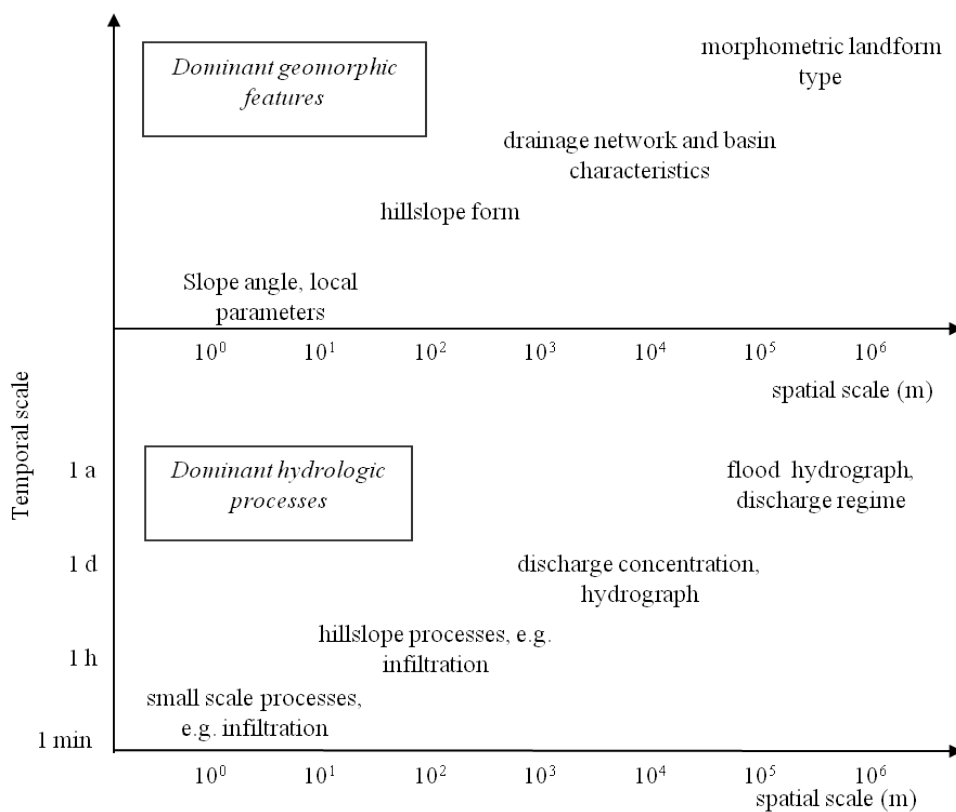 Dominant geomorphic
features
morphometric landform
type
drainage network and basin
characteristics
hillslope form
Slope angle, local
parameters
10⁰ 10¹ 10² 10³ 10⁴ 10⁵ 10⁶
spatial scale (m)
Temporal scale
1 a
1 d
1 h
1 min
Dominant hydrologic
processes
flood hydrograph,
discharge regime
discharge concentration,
hydrograph
hillslope processes, e.g.
infiltration
small scale processes,
e.g. infiltration
10⁰ 10¹ 10² 10³ 10⁴ 10⁵ 10⁶
spatial scale (m)